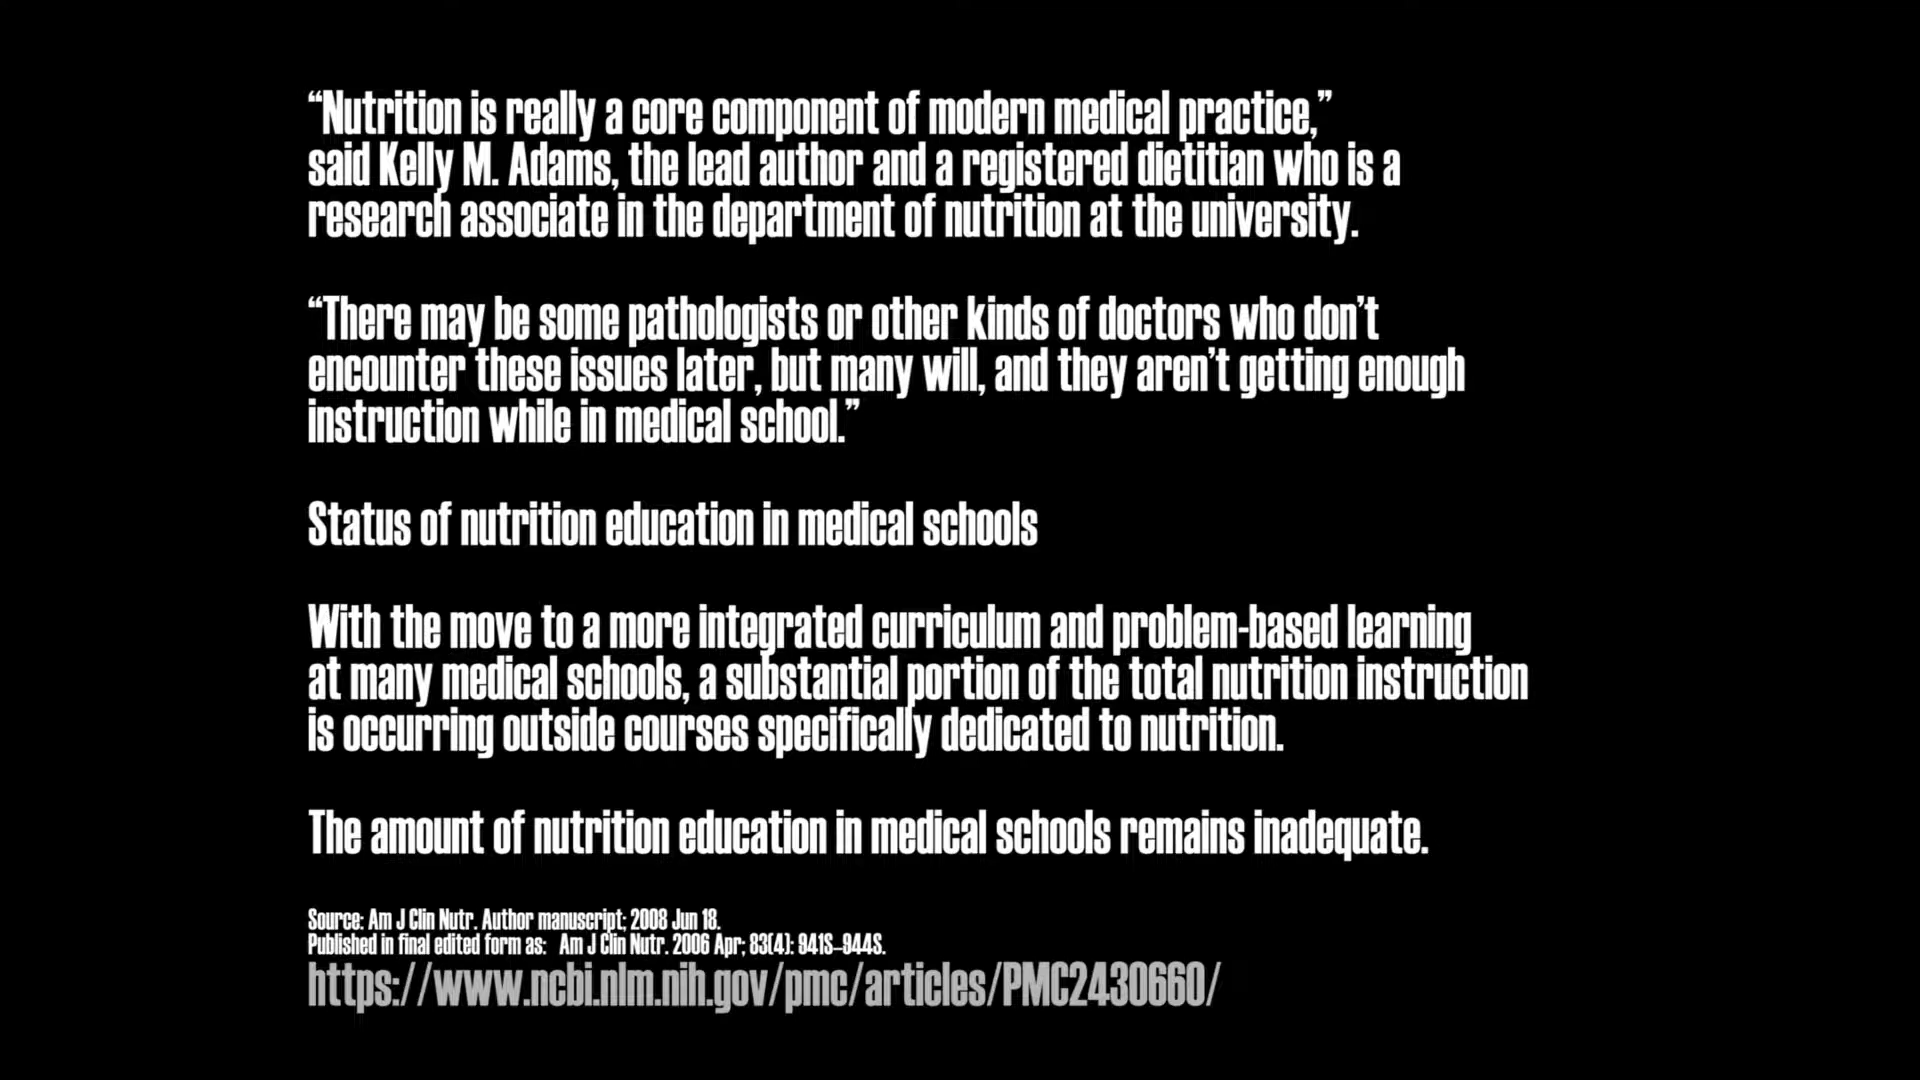 “Nutrition is really a core component of modern medical practice,”
said Kelly M. Adams, the lead author and a registered dietitian who is a
research associate in the department of nutrition at the university.
“There may be some pathologists or other kinds of doctors who don’t
encounter these issues later, but many will, and they aren’t getting enough
instruction while in medical school.”
Status of nutrition education in medical schools
With the move to a more integrated curriculum and problem-based learning
at many medical schools, a substantial portion of the total nutrition instruction
is occurring outside courses specifically dedicated to nutrition.
The amount of nutrition education in medical schools remains inadequate.
Source: Am J Clin Nutr. Author manuscript; 2008 Jun 18.
Published in final edited form as: Am J Clin Nutr. 2006 Apr; 83(4): 941S–944S.
https://www.ncbi.nlm.nih.gov/pmc/articles/PMC2430660/